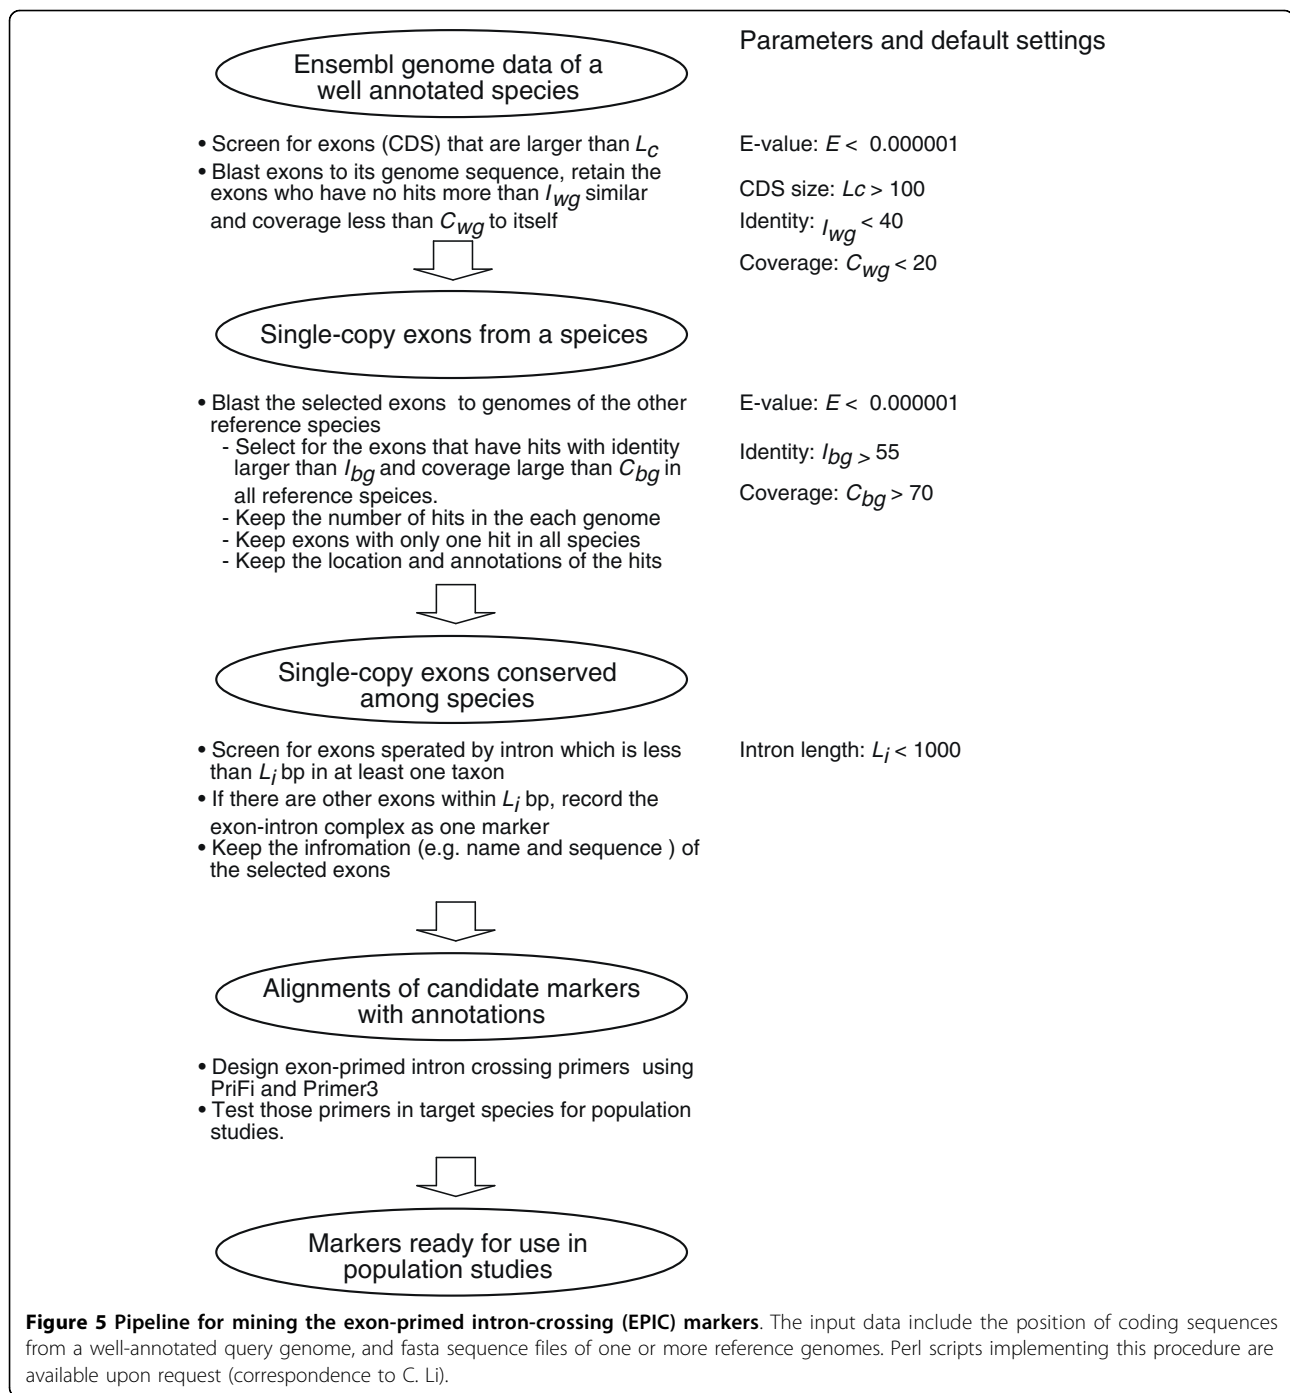 Parameters and default settings
Ensembl genome data of a
well annotated species
• Screen for exons (CDS) that are larger than Lc
• Blast exons to its genome sequence, retain the
exons who have no hits more than Iwg similar
and coverage less than Cwg to itself
E-value: E < 0.000001
CDS size: Lc > 100
Identity: Iwg < 40
Coverage: Cwg < 20
Single-copy exons from a speices
• Blast the selected exons to genomes of the other
reference species
- Select for the exons that have hits with identity
larger than Ibg and coverage large than Cbg in
all reference speices.
- Keep the number of hits in the each genome
- Keep exons with only one hit in all species
- Keep the location and annotations of the hits
E-value: E < 0.000001
Identity: Ibg > 55
Coverage: Cbg > 70
Single-copy exons conserved
among species
• Screen for exons sperated by intron which is less
than Li bp in at least one taxon
• If there are other exons within Li bp, record the
exon-intron complex as one marker
• Keep the infromation (e.g. name and sequence ) of
the selected exons
Intron length: Li < 1000
Alignments of candidate markers
with annotations
• Design exon-primed intron crossing primers using
PriFi and Primer3
• Test those primers in target species for population
studies.
Markers ready for use in
population studies
Figure 5 Pipeline for mining the exon-primed intron-crossing (EPIC) markers. The input data include the position of coding sequences
from a well-annotated query genome, and fasta sequence files of one or more reference genomes. Perl scripts implementing this procedure are
available upon request (correspondence to C. Li).